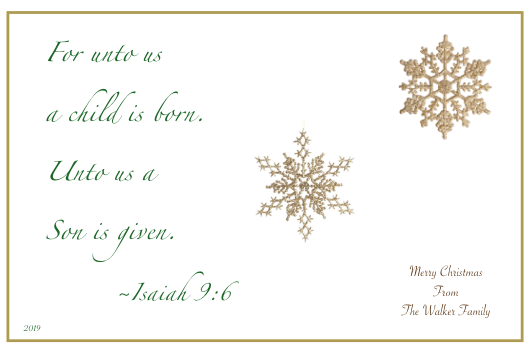 For unto us
a child is born.
Unto us a
Son is given.
~Isaiah 9:6
Merry Christmas
From
The Walker Family
2019